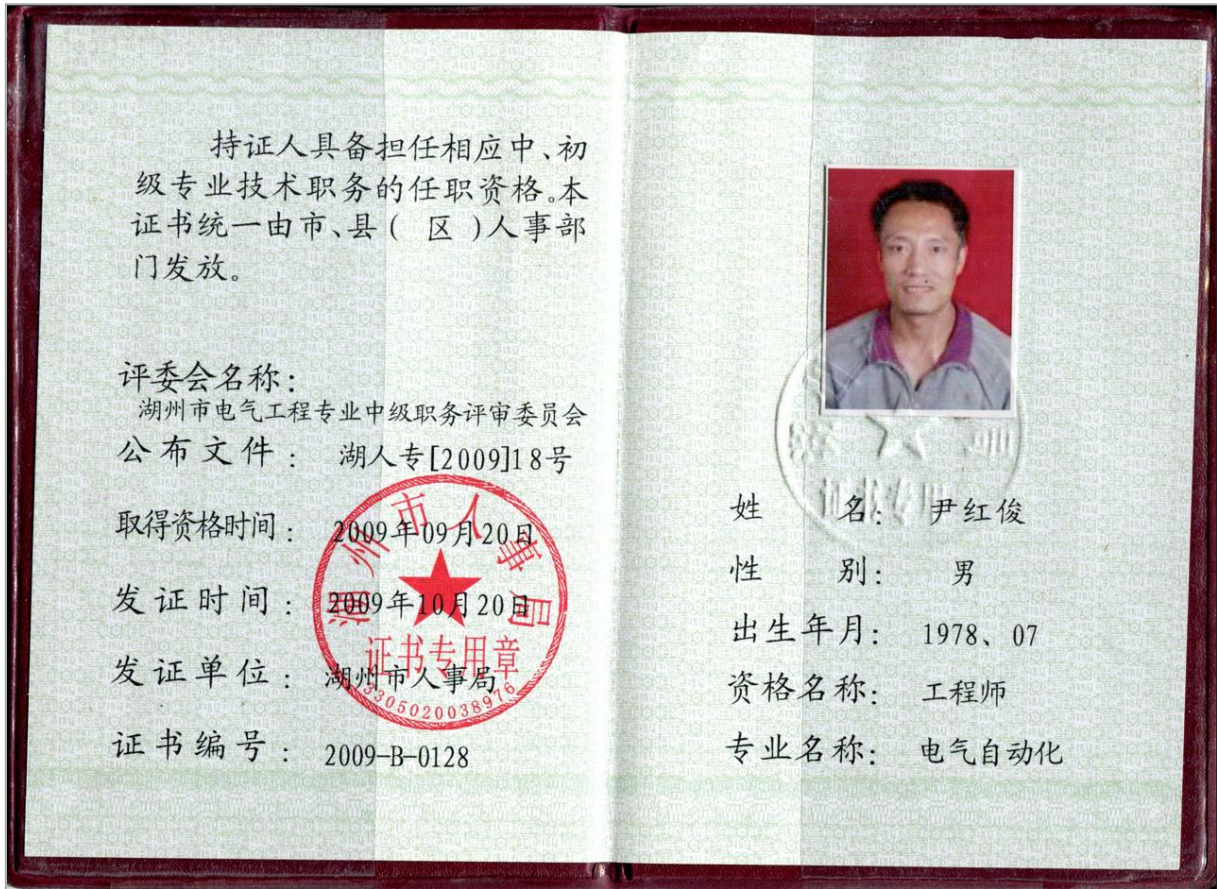 持证人具备担任相应中、初
级专业技术职务的任职资格。本
证书统一由市、县( 区 )人事部
门发放。
评委会名称:
湖州市电气工程专业中级职务评审委员会
公布文件: 湖人专[2009]18号
取得资格时间: 2009年09月20日
发证时间: 2009年10月20日
发证单位: 湖州市人事局
证书编号: 2009-B-0128
湖州市人事局
证书专用章
3305020038976
证书专用
姓 名: 尹红俊
性 别: 男
出生年月: 1978、07
资格名称: 工程师
专业名称: 电气自动化